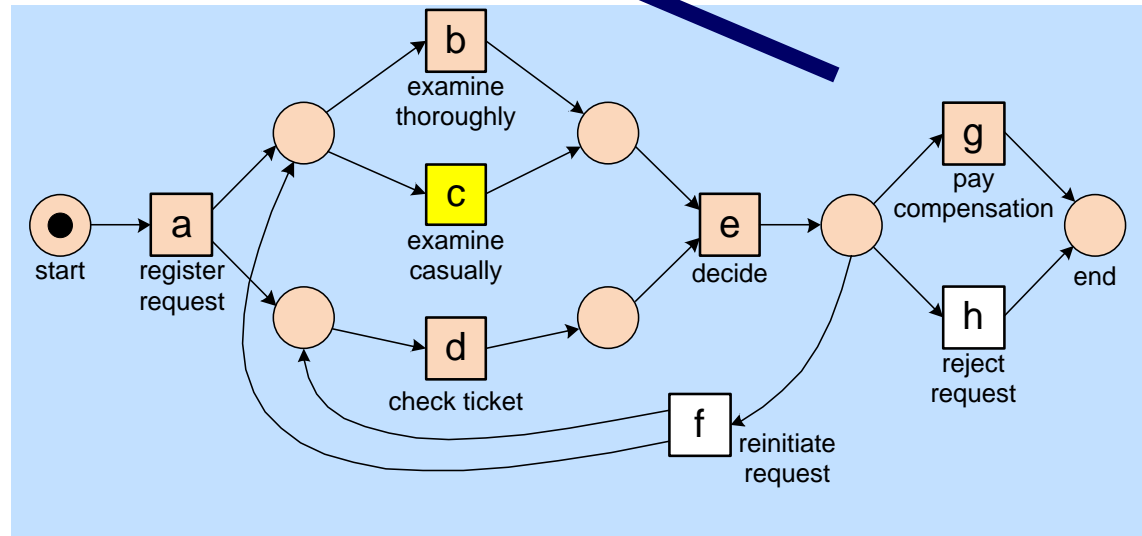 b
examine
thoroughly
c
examine
casually
start
a
register
request
d
check ticket
e
decide
f
reinitiate
request
g
pay
compensation
h
reject
request
end